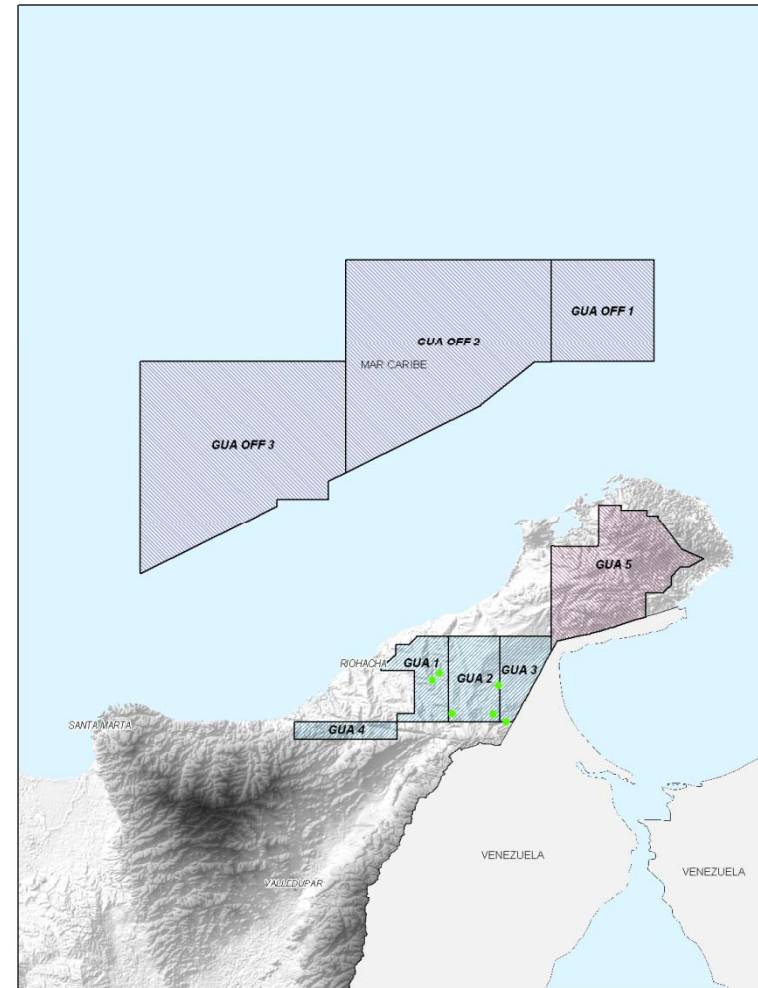 GUA OFF 1
GUA OFF 2
MAR CARIBE
GUA OFF 3
GUA 5
RIOHACHA
GUA 1
GUA 2
GUA 3
SANTA MARTA
GUA 4
VENEZUELA
VENEZUELA
VALLEDUPAR